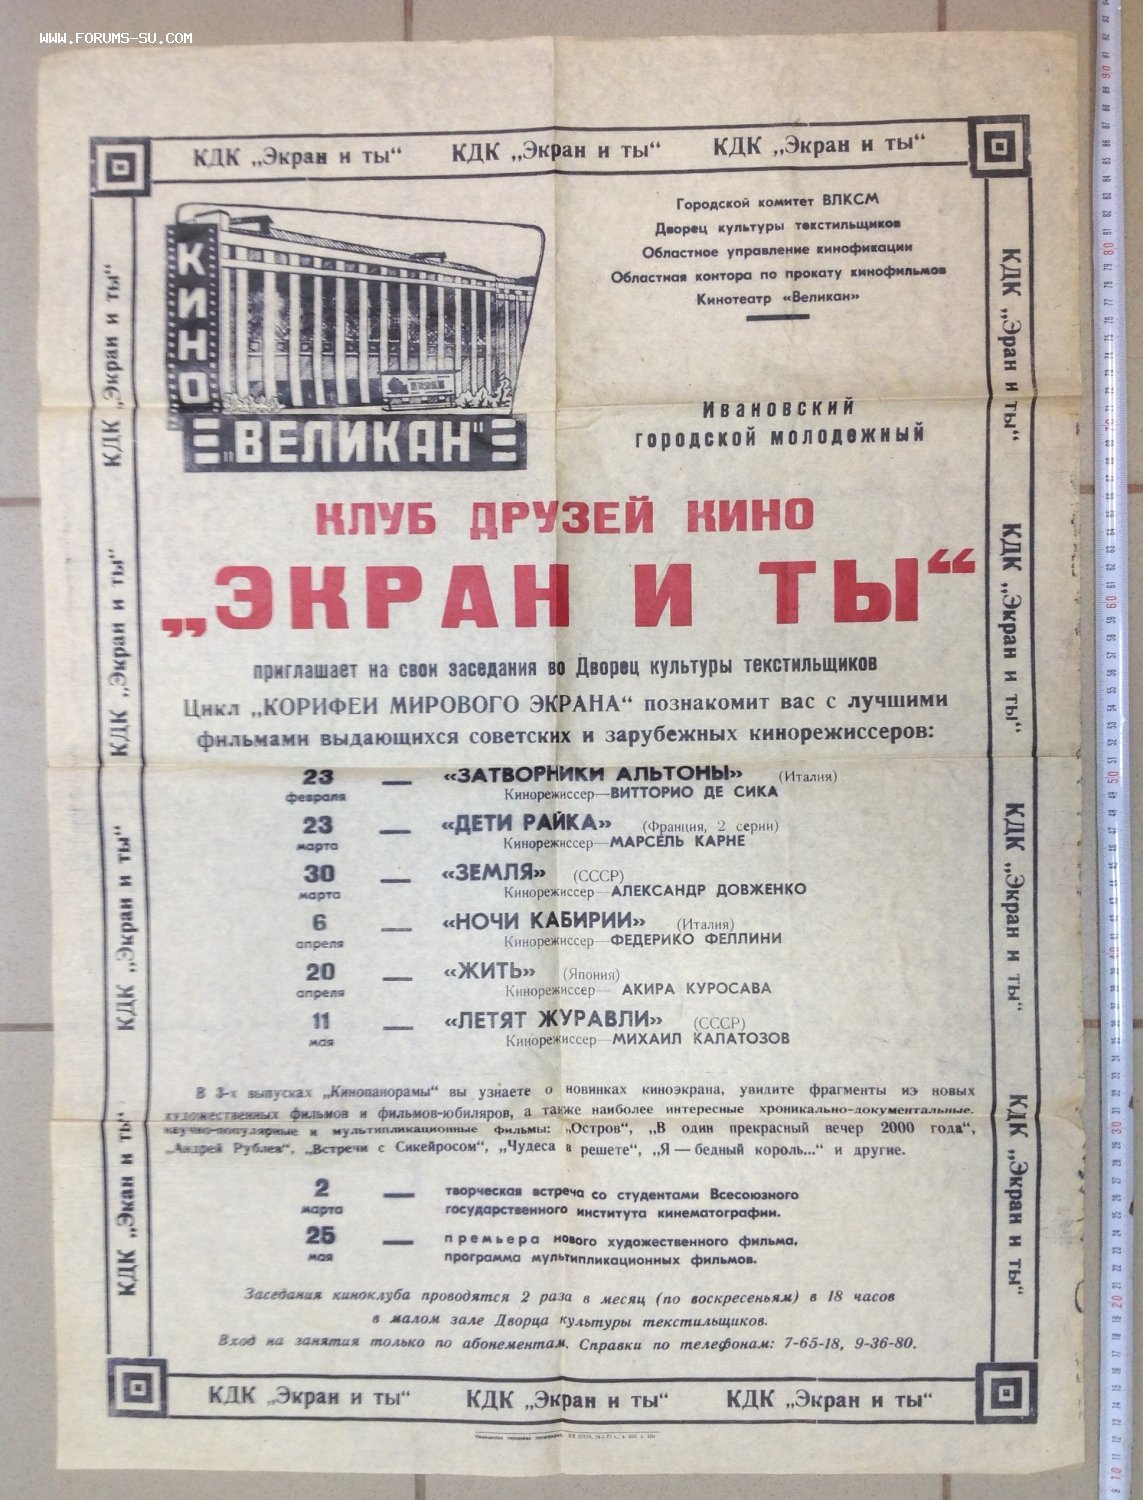 www.FORUMS-SU.COM
КДК „Экран и ты“ КДК „Экран и ты“ КДК „Экран и ты“
Городской комитет ВЛКСМ
Дворец культуры текстильщиков
Областное управление кинофикации
Областная контора по прокату кинофильмов
Кинотеатр «Великан»
КИНО
„ВЕЛИКАН“
Ивановский
городской молодежный
КЛУБ ДРУЗЕЙ КИНО
„ЭКРАН И ТЫ“
приглашает на свои заседания во Дворец культуры текстильщиков
Цикл „КОРИФЕИ МИРОВОГО ЭКРАНА“ познакомит вас с лучшими
фильмами выдающихся советских и зарубежных кинорежиссеров:
23 — «ЗАТВОРНИКИ АЛЬТОНЫ» (Италия)
февраля Кинорежиссер—ВИТТОРИО ДЕ СИКА
23 — «ДЕТИ РАЙКА» (Франция, 2 серии)
марта Кинорежиссер—МАРСЕЛЬ КАРНЕ
30 — «ЗЕМЛЯ» (СССР)
марта Кинорежиссер—АЛЕКСАНДР ДОВЖЕНКО
6 — «НОЧИ КАБИРИИ» (Италия)
апреля Кинорежиссер—ФЕДЕРИКО ФЕЛЛИНИ
20 — «ЖИТЬ» (Япония)
апреля Кинорежиссер— АКИРА КУРОСАВА
11 — «ЛЕТЯТ ЖУРАВЛИ» (СССР)
мая Кинорежиссер—МИХАИЛ КАЛАТОЗОВ
В 3-х выпусках „Кинопанорамы“ вы узнаете о новинках киноэкрана, увидите фрагменты из новых
художественных фильмов и фильмов-юбиляров, а также наиболее интересные хроникально-документальные,
научно-популярные и мультипликационные фильмы: „Остров“, „В один прекрасный вечер 2000 года“,
„Андрей Рублев“, „Встречи с Сикейросом“, „Чудеса в решете“, „Я — бедный король...“ и другие.
2 — творческая встреча со студентами Всесоюзного
марта государственного института кинематографии.
25 — премьера нового художественного фильма,
мая программа мультипликационных фильмов.
Заседания киноклуба проводятся 2 раза в месяц (по воскресеньям) в 18 часов
в малом зале Дворца культуры текстильщиков.
Вход на занятия только по абонементам. Справки по телефонам: 7-65-18, 9-36-80.
КДК „Экран и ты“ КДК „Экран и ты“ КДК „Экран и ты“
КДК „Экран и ты“
КДК „Экран и ты“
КДК „Экран и ты“
КДК „Экан и ты“
КДК „Эран и ты“
КДК „Экран и ты“
КДК „Экран и ты“
КДК „Экран и ты“
Ивановская городская типография,